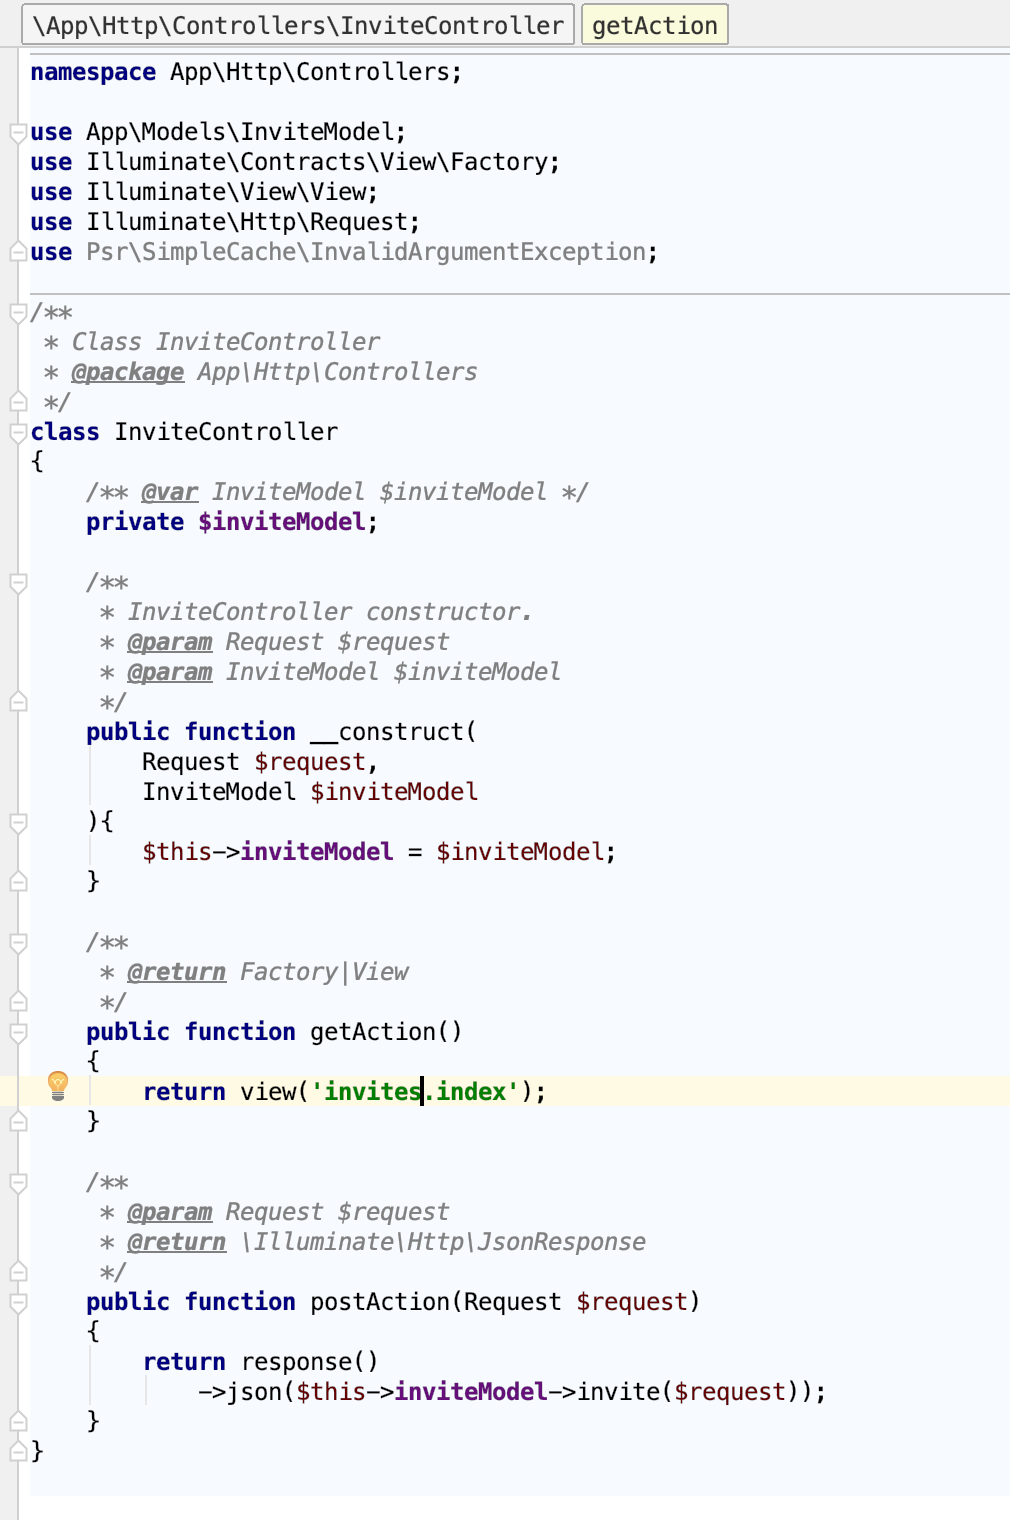 \App\Http\Controllers\InviteController getAction
namespace App\Http\Controllers;

use App\Models\InviteModel;
use Illuminate\Contracts\View\Factory;
use Illuminate\View\View;
use Illuminate\Http\Request;
use Psr\SimpleCache\InvalidArgumentException;

/**
 * Class InviteController
 * @package App\Http\Controllers
 */
class InviteController
{
    /** @var InviteModel $inviteModel */
    private $inviteModel;

    /**
     * InviteController constructor.
     * @param Request $request
     * @param InviteModel $inviteModel
     */
    public function __construct(
        Request $request,
        InviteModel $inviteModel
    ){
        $this->inviteModel = $inviteModel;
    }

    /**
     * @return Factory|View
     */
    public function getAction()
    {
        return view('invites.index');
    }

    /**
     * @param Request $request
     * @return \Illuminate\Http\JsonResponse
     */
    public function postAction(Request $request)
    {
        return response()
            ->json($this->inviteModel->invite($request));
    }
}